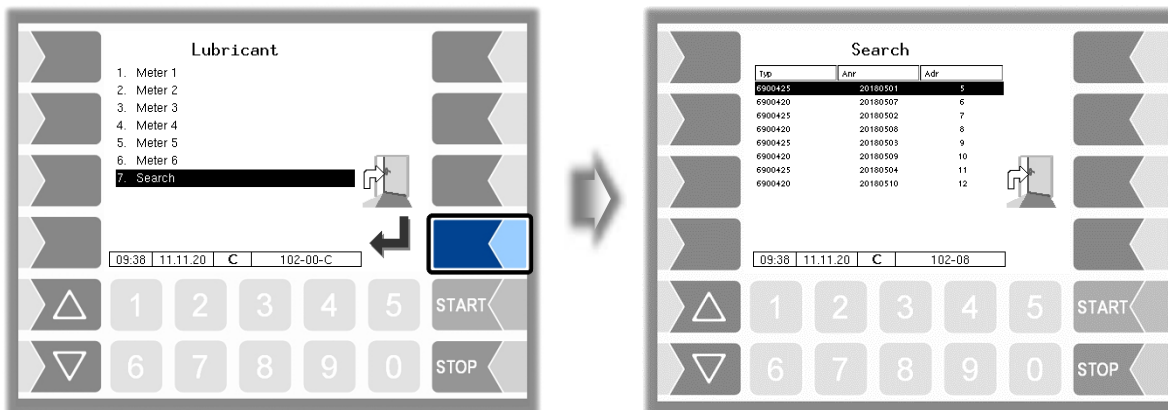 Lubricant
1. Meter 1
2. Meter 2
3. Meter 3
4. Meter 4
5. Meter 5
6. Meter 6
7. Search
09:38 11.11.20 C 102-00-C
1 2 3 4 5 START
6 7 8 9 0 STOP
Search
Typ Anr Adr
6900425 20180501 5
6900420 20180507 6
6900425 20180502 7
6900420 20180508 8
6900425 20180503 9
6900420 20180509 10
6900425 20180504 11
6900420 20180510 12
09:38 11.11.20 C 102-08
1 2 3 4 5 START
6 7 8 9 0 STOP